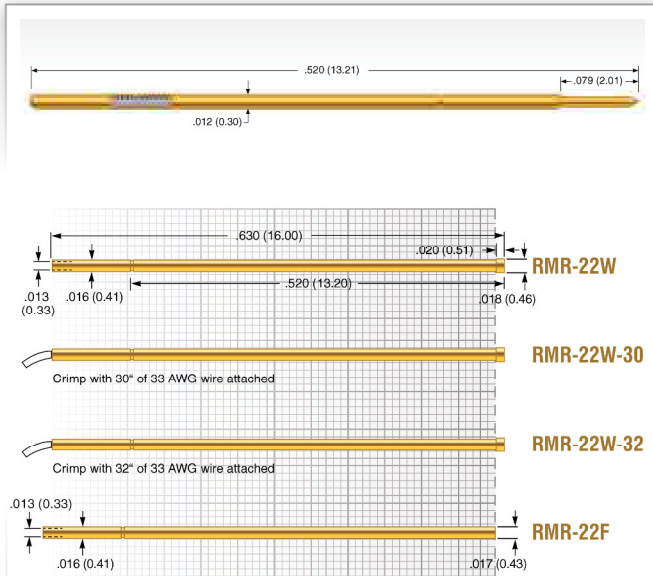 .520 (13.21)
.079 (2.01)
.012 (0.30)
.630 (16.00)
.020 (0.51)
RMR-22W
.520 (13.20)
.013
(0.33)
.016 (0.41)
.018 (0.46)
RMR-22W-30
Crimp with 30“ of 33 AWG wire attached
RMR-22W-32
Crimp with 32“ of 33 AWG wire attached
.013 (0.33)
RMR-22F
.016 (0.41)
.017 (0.43)